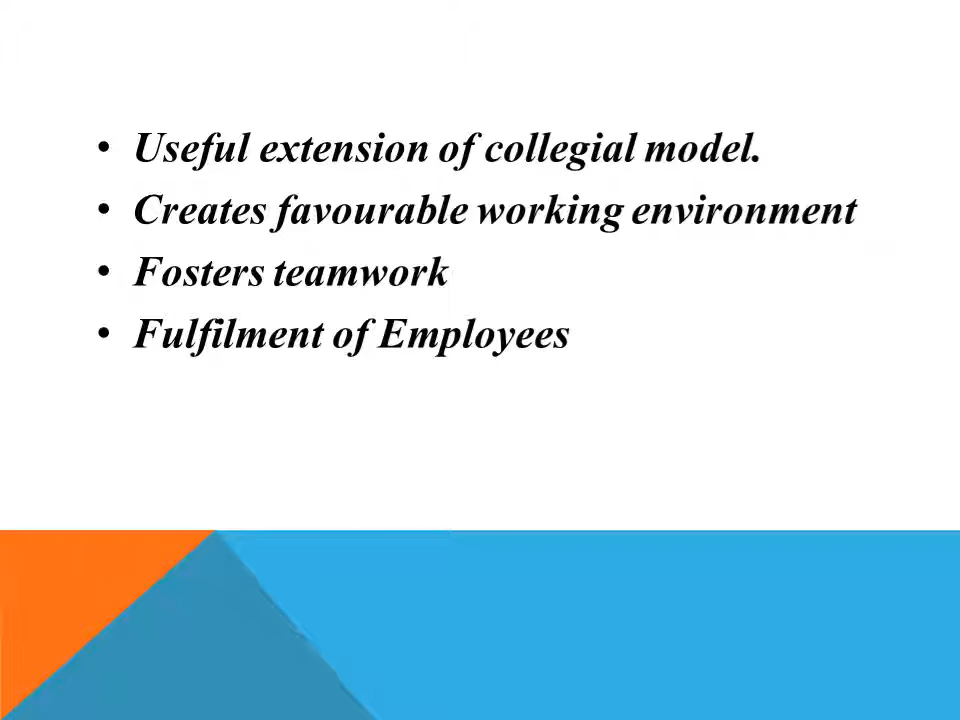 • Useful extension of collegial model.
• Creates favourable working environment
• Fosters teamwork
• Fulfilment of Employees